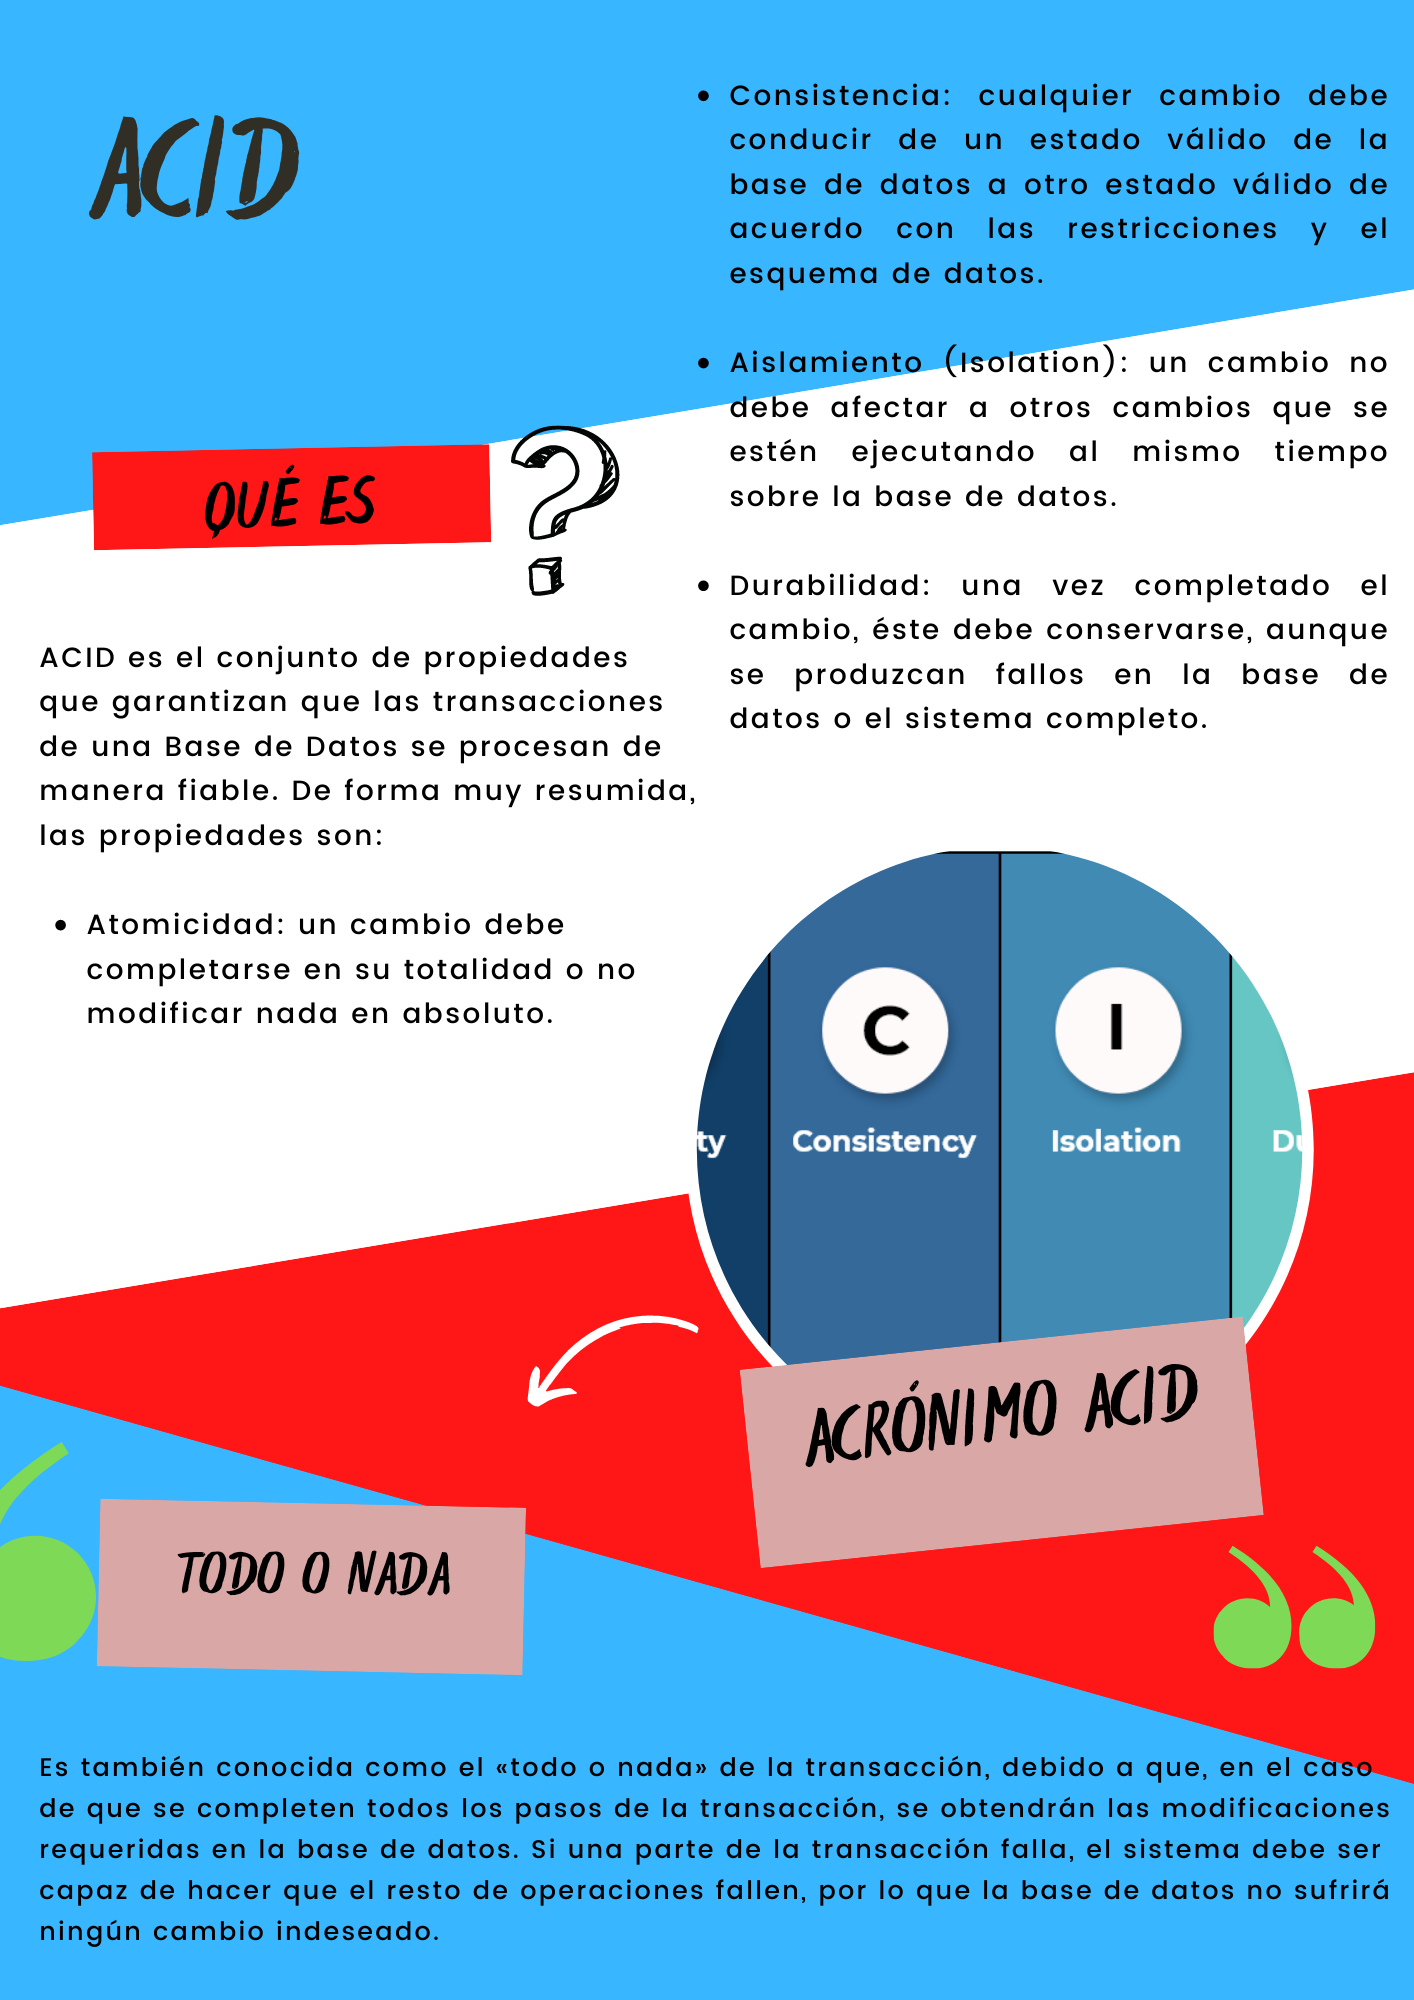 ACID
QUÉ ES
?
ACID es el conjunto de propiedades
que garantizan que las transacciones
de una Base de Datos se procesan de
manera fiable. De forma muy resumida,
las propiedades son:
• Atomicidad: un cambio debe
completarse en su totalidad o no
modificar nada en absoluto.
• Consistencia: cualquier cambio debe
conducir de un estado válido de la
base de datos a otro estado válido de
acuerdo con las restricciones y el
esquema de datos.
• Aislamiento (Isolation): un cambio no
debe afectar a otros cambios que se
estén ejecutando al mismo tiempo
sobre la base de datos.
• Durabilidad: una vez completado el
cambio, éste debe conservarse, aunque
se produzcan fallos en la base de
datos o el sistema completo.
C
I
ty
Consistency
Isolation
Du
ACRÓNIMO ACID
TODO O NADA
Es también conocida como el «todo o nada» de la transacción, debido a que, en el caso
de que se completen todos los pasos de la transacción, se obtendrán las modificaciones
requeridas en la base de datos. Si una parte de la transacción falla, el sistema debe ser
capaz de hacer que el resto de operaciones fallen, por lo que la base de datos no sufrirá
ningún cambio indeseado.